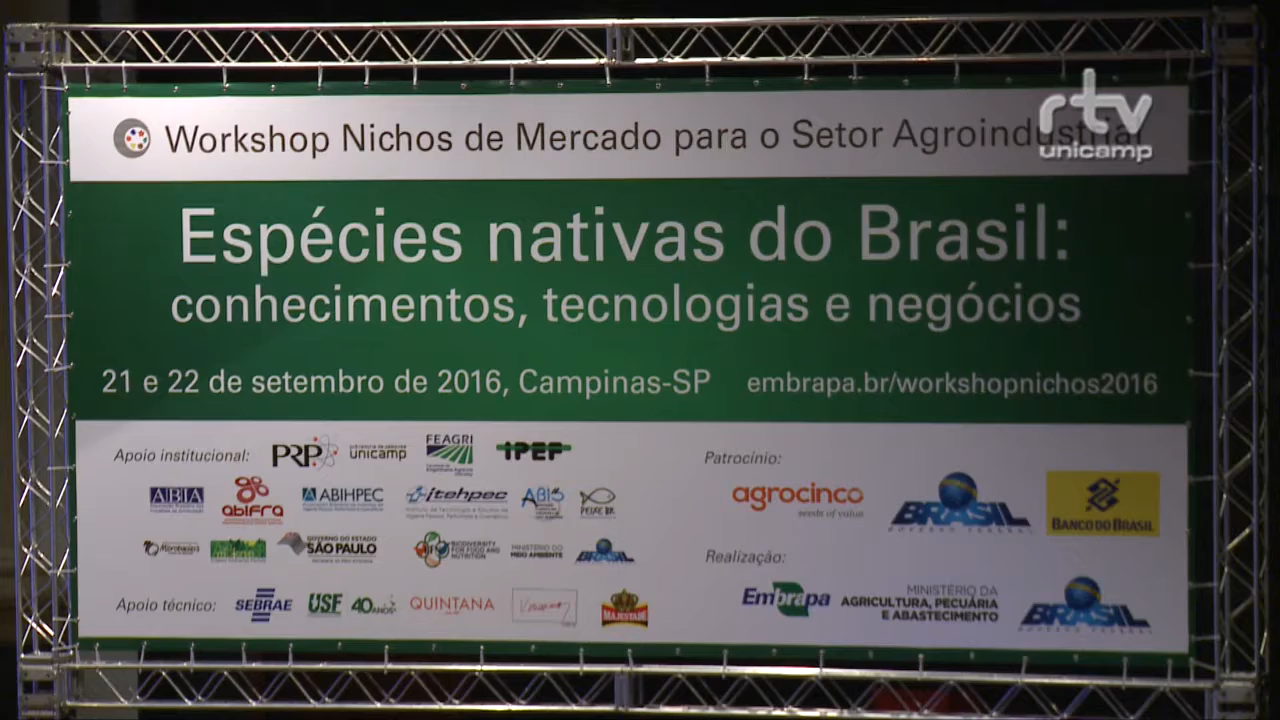 Workshop Nichos de Mercado para o Setor Agroindustrial
rtv
unicamp
Espécies nativas do Brasil:
conhecimentos, tecnologias e negócios
21 e 22 de setembro de 2016, Campinas-SP
embrapa.br/workshopnichos2016
Apoio institucional:
PRP
unicamp
FEAGRI
IPEF
ABIA
abifra
ABIHPEC
itehpec
ABIS
PEIXE BR
GOVERNO DO ESTADO
SÃO PAULO
BIODIVERSITY
FOR FOOD AND
NUTRITION
MINISTÉRIO DO
MEIO AMBIENTE
BRASIL
Apoio técnico:
SEBRAE
USF
40 ANOS
QUINTANA
MAJESTADE
Patrocínio:
agrocinco
seeds of value
BRASIL
GOVERNO FEDERAL
BANCO DO BRASIL
Realização:
Embrapa
MINISTÉRIO DA
AGRICULTURA, PECUÁRIA
E ABASTECIMENTO
BRASIL
GOVERNO FEDERAL